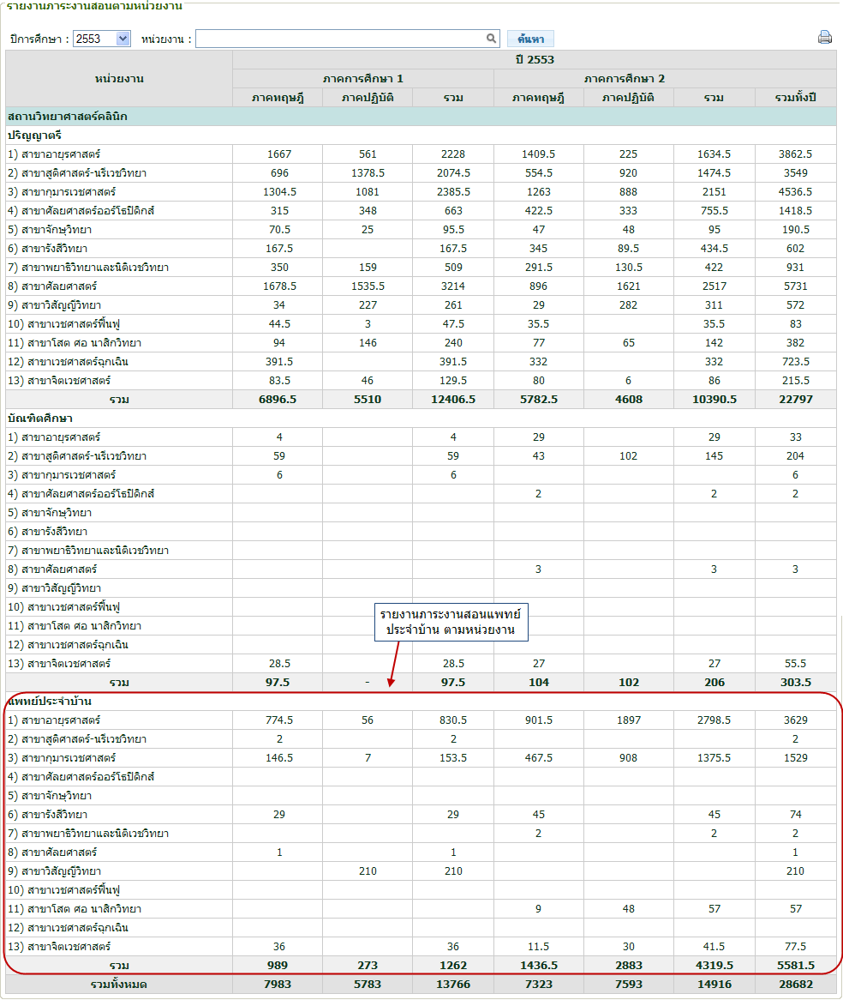 รายงานภาระงานสอนตามหน่วยงาน
ปีการศึกษา : 2553 หน่วยงาน : ค้นหา
หน่วยงาน ปี 2553
ภาคการศึกษา 1 ภาคการศึกษา 2
ภาคทฤษฎี ภาคปฏิบัติ รวม ภาคทฤษฎี ภาคปฏิบัติ รวม รวมทั้งปี
สถานวิทยาศาสตร์คลินิก
ปริญญาตรี
1) สาขาอายุรศาสตร์ 1667 561 2228 1409.5 225 1634.5 3862.5
2) สาขาสูติศาสตร์-นรีเวชวิทยา 696 1378.5 2074.5 554.5 920 1474.5 3549
3) สาขากุมารเวชศาสตร์ 1304.5 1081 2385.5 1263 888 2151 4536.5
4) สาขาศัลยศาสตร์ออร์โธปิดิกส์ 315 348 663 422.5 333 755.5 1418.5
5) สาขาจักษุวิทยา 70.5 25 95.5 47 48 95 190.5
6) สาขารังสีวิทยา 167.5 167.5 345 89.5 434.5 602
7) สาขาพยาธิวิทยาและนิติเวชวิทยา 350 159 509 291.5 130.5 422 931
8) สาขาศัลยศาสตร์ 1678.5 1535.5 3214 896 1621 2517 5731
9) สาขาวิสัญญีวิทยา 34 227 261 29 282 311 572
10) สาขาเวชศาสตร์ฟื้นฟู 44.5 3 47.5 35.5 35.5 83
11) สาขาโสต ศอ นาสิกวิทยา 94 146 240 77 65 142 382
12) สาขาเวชศาสตร์ฉุกเฉิน 391.5 391.5 332 332 723.5
13) สาขาจิตเวชศาสตร์ 83.5 46 129.5 80 6 86 215.5
รวม 6896.5 5510 12406.5 5782.5 4608 10390.5 22797
บัณฑิตศึกษา
1) สาขาอายุรศาสตร์ 4 4 29 29 33
2) สาขาสูติศาสตร์-นรีเวชวิทยา 59 59 43 102 145 204
3) สาขากุมารเวชศาสตร์ 6 6 6
4) สาขาศัลยศาสตร์ออร์โธปิดิกส์ 2 2 2
5) สาขาจักษุวิทยา
6) สาขารังสีวิทยา
7) สาขาพยาธิวิทยาและนิติเวชวิทยา
8) สาขาศัลยศาสตร์ 3 3 3
9) สาขาวิสัญญีวิทยา
10) สาขาเวชศาสตร์ฟื้นฟู
รายงานภาระงานสอนแพทย์
ประจำบ้าน ตามหน่วยงาน
11) สาขาโสต ศอ นาสิกวิทยา
12) สาขาเวชศาสตร์ฉุกเฉิน
13) สาขาจิตเวชศาสตร์ 28.5 28.5 27 27 55.5
รวม 97.5 - 97.5 104 102 206 303.5
แพทย์ประจำบ้าน
1) สาขาอายุรศาสตร์ 774.5 56 830.5 901.5 1897 2798.5 3629
2) สาขาสูติศาสตร์-นรีเวชวิทยา 2 2 2
3) สาขากุมารเวชศาสตร์ 146.5 7 153.5 467.5 908 1375.5 1529
4) สาขาศัลยศาสตร์ออร์โธปิดิกส์
5) สาขาจักษุวิทยา
6) สาขารังสีวิทยา 29 29 45 45 74
7) สาขาพยาธิวิทยาและนิติเวชวิทยา 2 2 2
8) สาขาศัลยศาสตร์ 1 1 1
9) สาขาวิสัญญีวิทยา 210 210 210
10) สาขาเวชศาสตร์ฟื้นฟู
11) สาขาโสต ศอ นาสิกวิทยา 9 48 57 57
12) สาขาเวชศาสตร์ฉุกเฉิน
13) สาขาจิตเวชศาสตร์ 36 36 11.5 30 41.5 77.5
รวม 989 273 1262 1436.5 2883 4319.5 5581.5
รวมทั้งหมด 7983 5783 13766 7323 7593 14916 28682